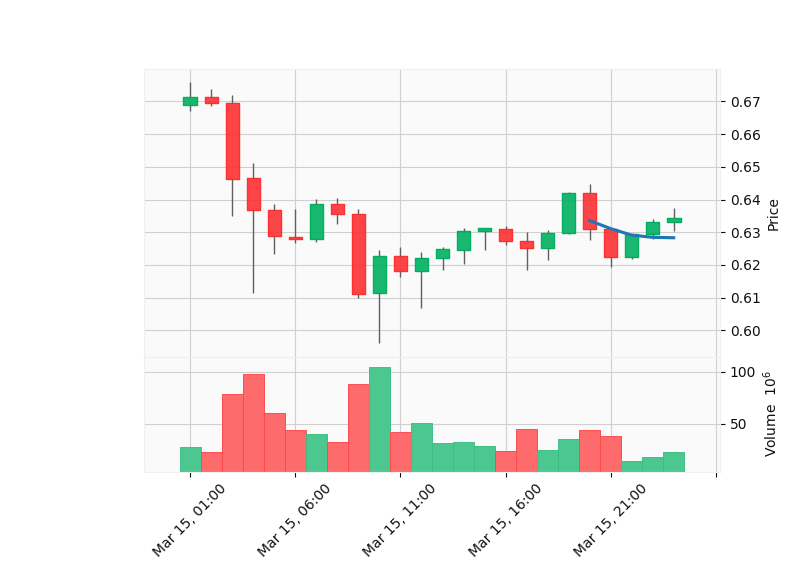 0.67
0.66
0.65
0.64
0.63
0.62
0.61
0.60
Price
100
50
Volume 10⁶
Mar 15, 01:00
Mar 15, 06:00
Mar 15, 11:00
Mar 15, 16:00
Mar 15, 21:00